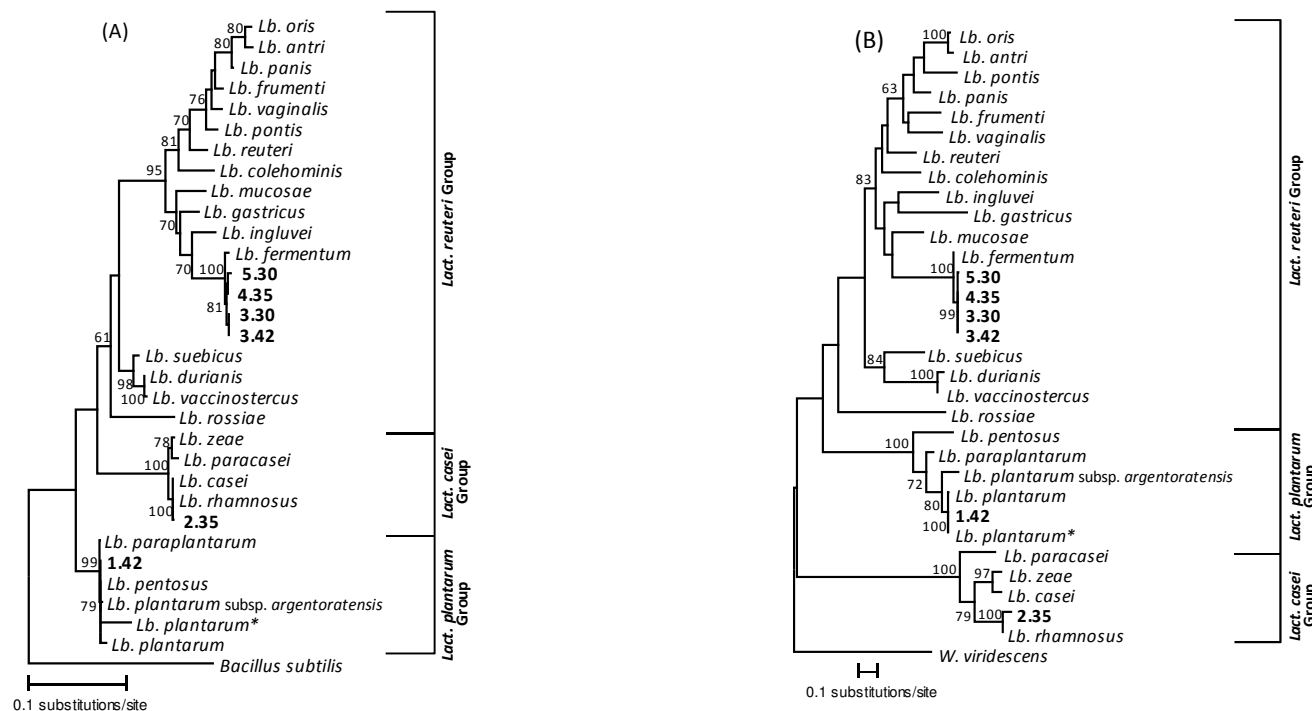 (A)
80
Lb. oris
80
Lb. antri
Lb. panis
Lb. frumenti
76
Lb. vaginalis
70
Lb. pontis
81
Lb. reuteri
95
Lb. colehominis
Lb. mucosae
70
Lb. gastricus
Lb. ingluvei
70
100
Lb. fermentum
5.30
4.35
81
3.30
3.42
61
Lb. suebicus
98
Lb. durianis
100
Lb. vaccinostercus
Lb. rossiae
78
Lb. zeae
100
Lb. paracasei
Lb. casei
Lb. rhamnosus
100
2.35
Lb. paraplantarum
99
1.42
Lb. pentosus
79
Lb. plantarum subsp. argentoratensis
Lb. plantarum*
Lb. plantarum
Bacillus subtilis
0.1 substitutions/site
Lact. reuteri Group
Lact. casei
Group
Lact. plantarum
Group
(B)
100
Lb. oris
Lb. antri
Lb. pontis
63
Lb. panis
Lb. frumenti
Lb. vaginalis
Lb. reuteri
83
Lb. colehominis
Lb. ingluvei
Lb. gastricus
Lb. mucosae
Lb. fermentum
100
5.30
4.35
99
3.30
3.42
84
Lb. suebicus
100
Lb. durianis
Lb. vaccinostercus
Lb. rossiae
100
Lb. pentosus
Lb. paraplantarum
72
Lb. plantarum subsp. argentoratensis
80
Lb. plantarum
100
1.42
Lb. plantarum*
100
Lb. paracasei
97
Lb. zeae
Lb. casei
79
100
2.35
Lb. rhamnosus
W. viridescens
0.1 substitutions/site
Lact. reuteri Group
Lact. plantarum
Group
Lact. casei
Group